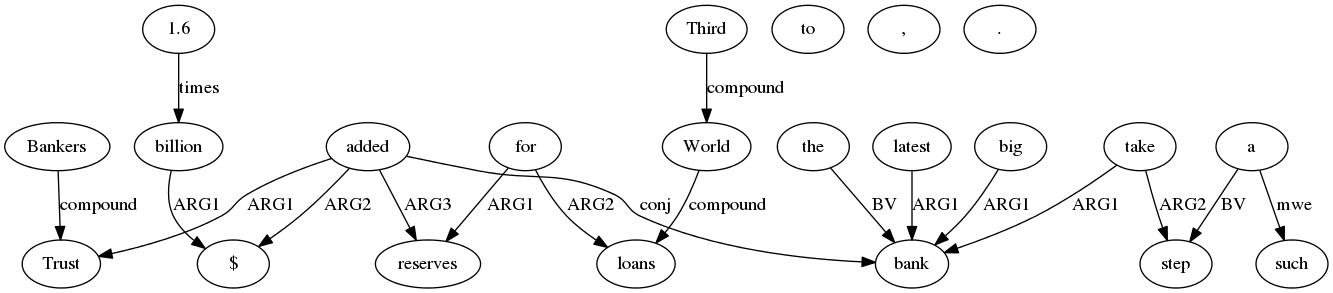 1.6 Third to , .
times compound
Bankers billion added for World the latest big take a
compound ARG1 ARG1 ARG2 ARG3 ARG1 ARG2 conj compound BV ARG1 ARG1 ARG1 ARG2 BV mwe
Trust $ reserves loans bank step such